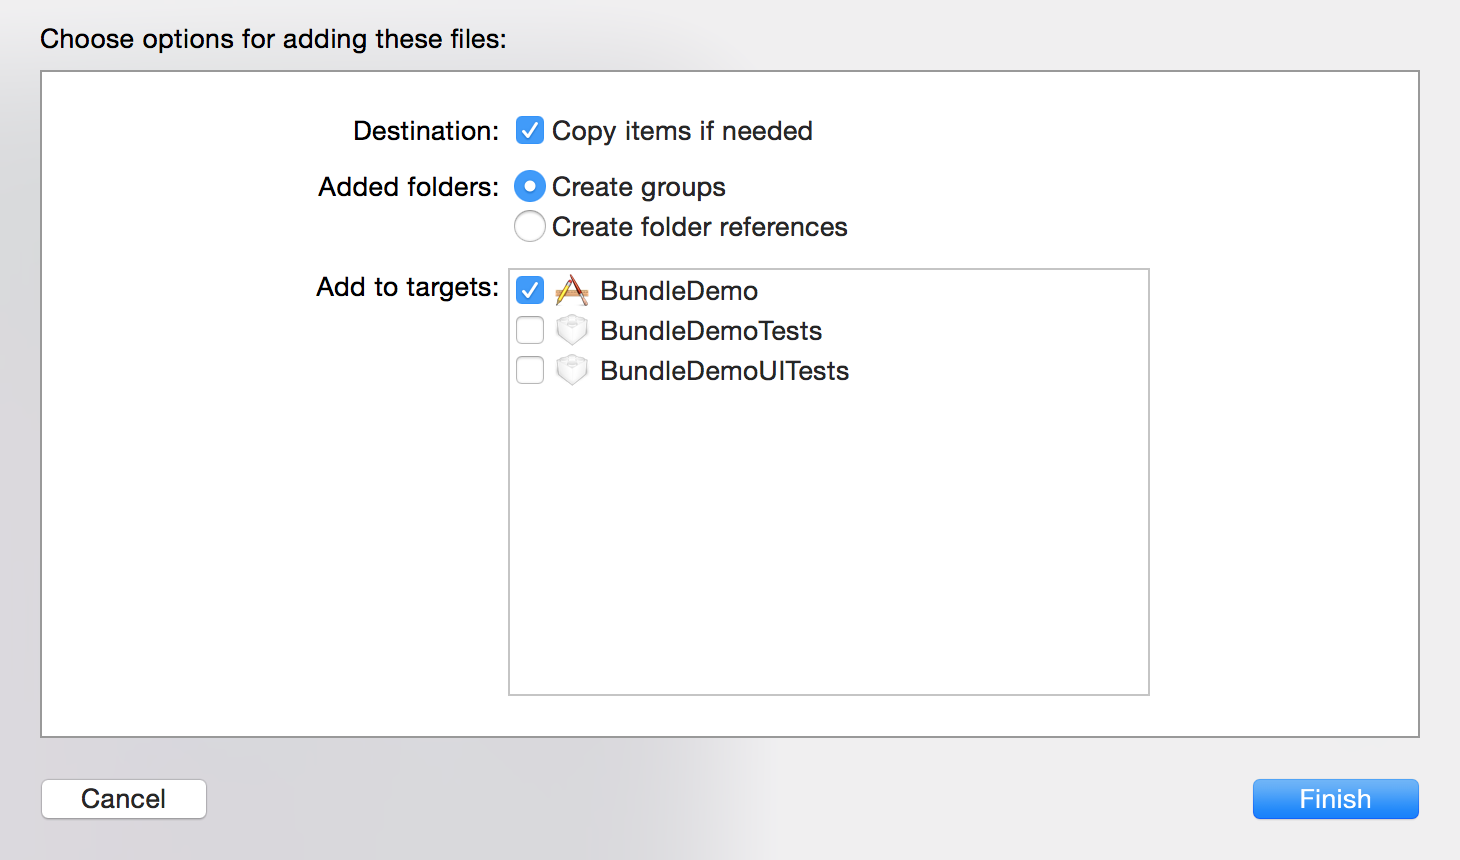 Choose options for adding these files:
Destination: Copy items if needed
Added folders: Create groups
Create folder references
Add to targets: BundleDemo
BundleDemoTests
BundleDemoUITests
Cancel Finish